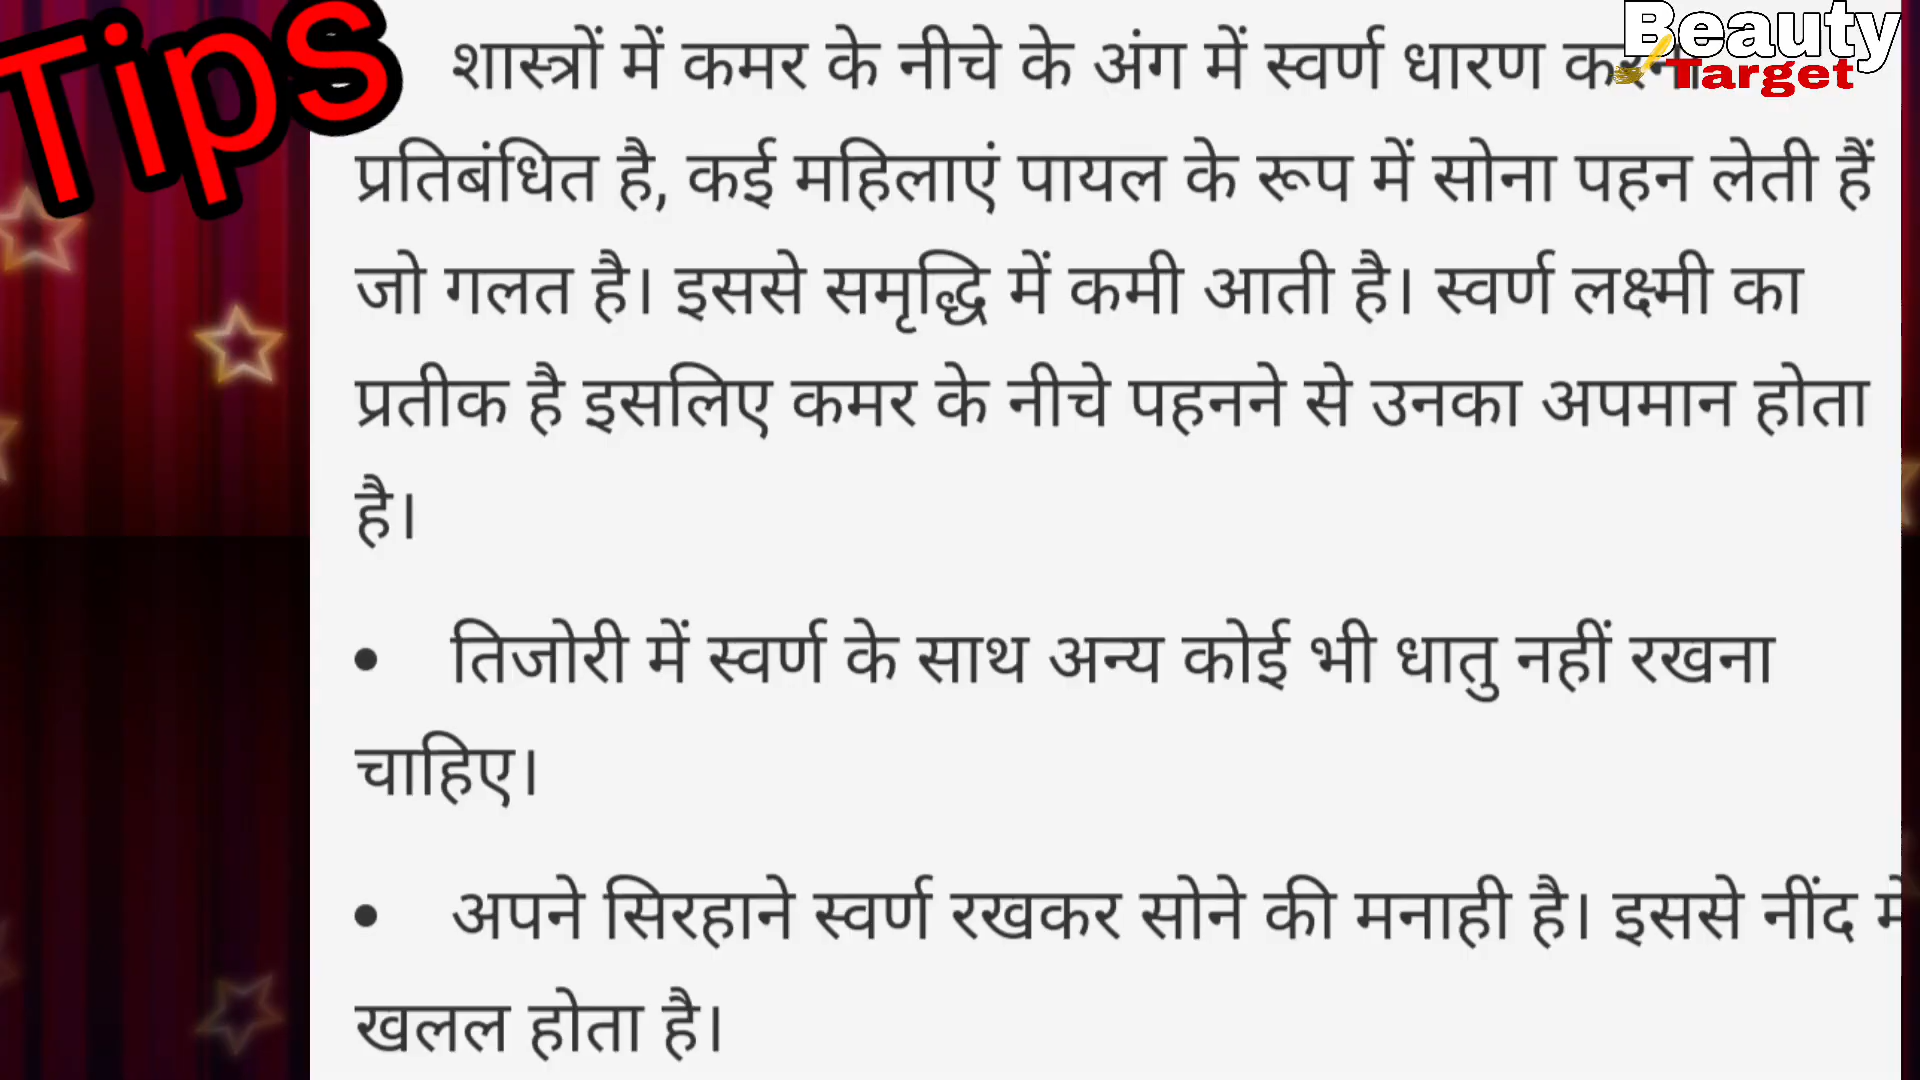 Tips
Beauty
Target
शास्त्रों में कमर के नीचे के अंग में स्वर्ण धारण करना
प्रतिबंधित है, कई महिलाएं पायल के रूप में सोना पहन लेती हैं
जो गलत है। इससे समृद्धि में कमी आती है। स्वर्ण लक्ष्मी का
प्रतीक है इसलिए कमर के नीचे पहनने से उनका अपमान होता
है।
• तिजोरी में स्वर्ण के साथ अन्य कोई भी धातु नहीं रखना
चाहिए।
• अपने सिरहाने स्वर्ण रखकर सोने की मनाही है। इससे नींद में
खलल होता है।